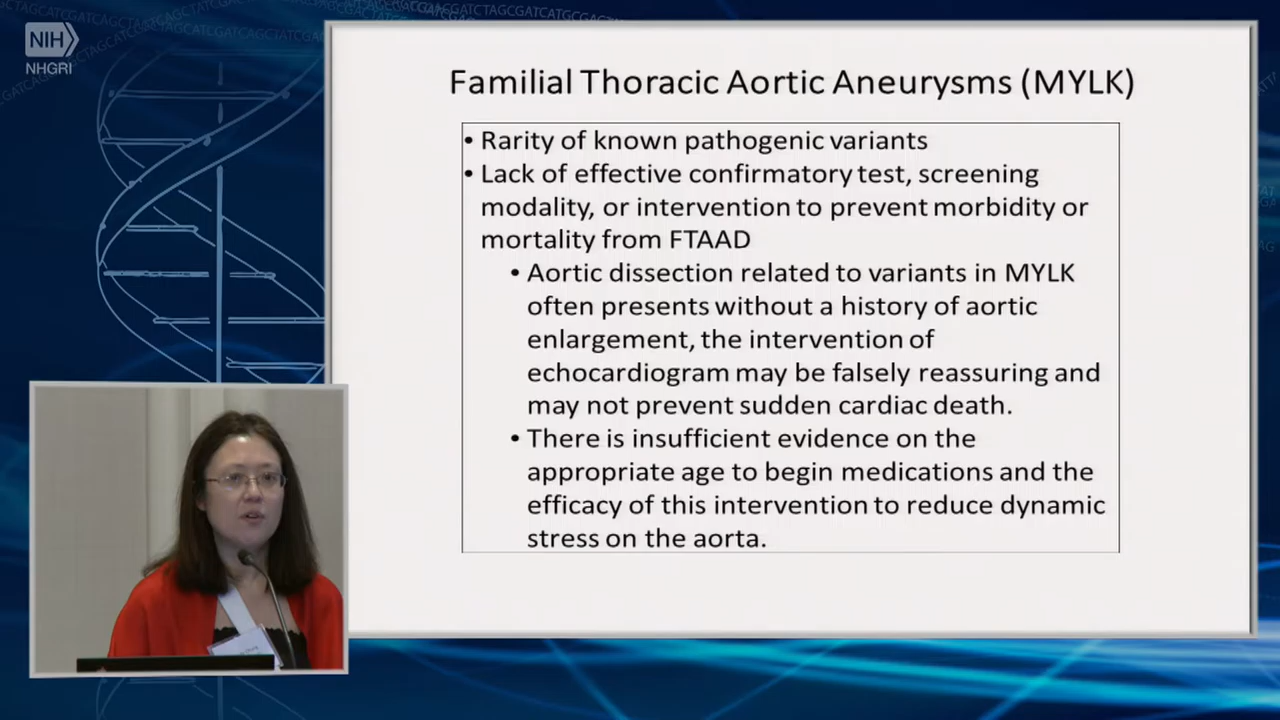 NIH
NHGRI
Familial Thoracic Aortic Aneurysms (MYLK)
• Rarity of known pathogenic variants
• Lack of effective confirmatory test, screening
modality, or intervention to prevent morbidity or
mortality from FTAAD
• Aortic dissection related to variants in MYLK
often presents without a history of aortic
enlargement, the intervention of
echocardiogram may be falsely reassuring and
may not prevent sudden cardiac death.
• There is insufficient evidence on the
appropriate age to begin medications and the
efficacy of this intervention to reduce dynamic
stress on the aorta.